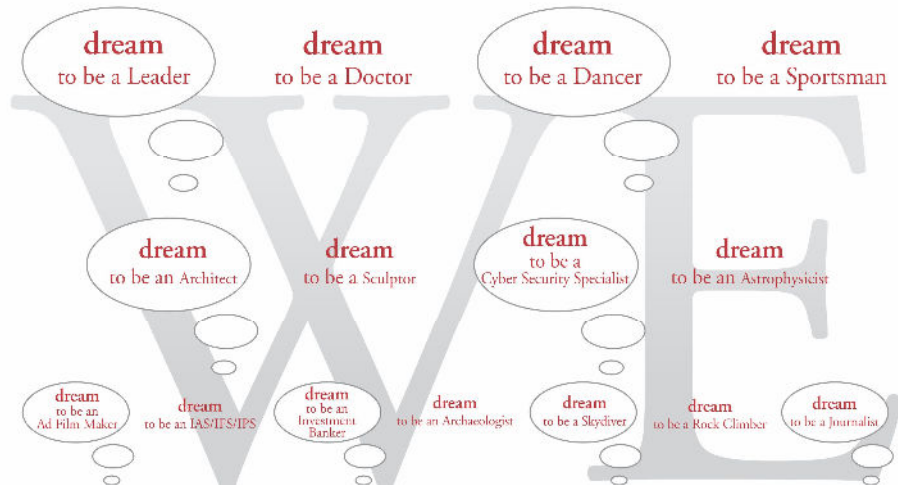 WE
dream
to be a Leader
dream
to be a Doctor
dream
to be a Dancer
dream
to be a Sportsman
dream
to be an Architect
dream
to be a Sculptor
dream
to be a
Cyber Security Specialist
dream
to be an Astrophysicist
dream
to be an
Ad Film Maker
dream
to be an IAS/IFS/IPS
dream
to be an
Investment
Banker
dream
to be an Archaeologist
dream
to be a Skydiver
dream
to be a Rock Climber
dream
to be a Journalist